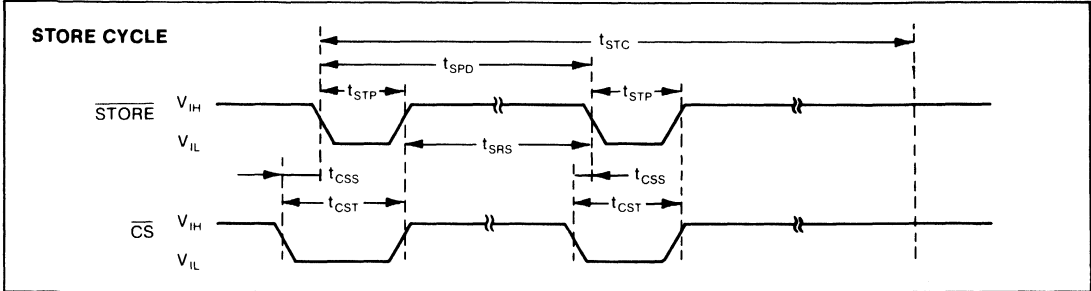 STORE CYCLE
tSTC
tSPD
tSTP
tSTP
STORE
VIH
VIL
tSRS
tCSS
tCSS
tCST
tCST
CS
VIH
VIL